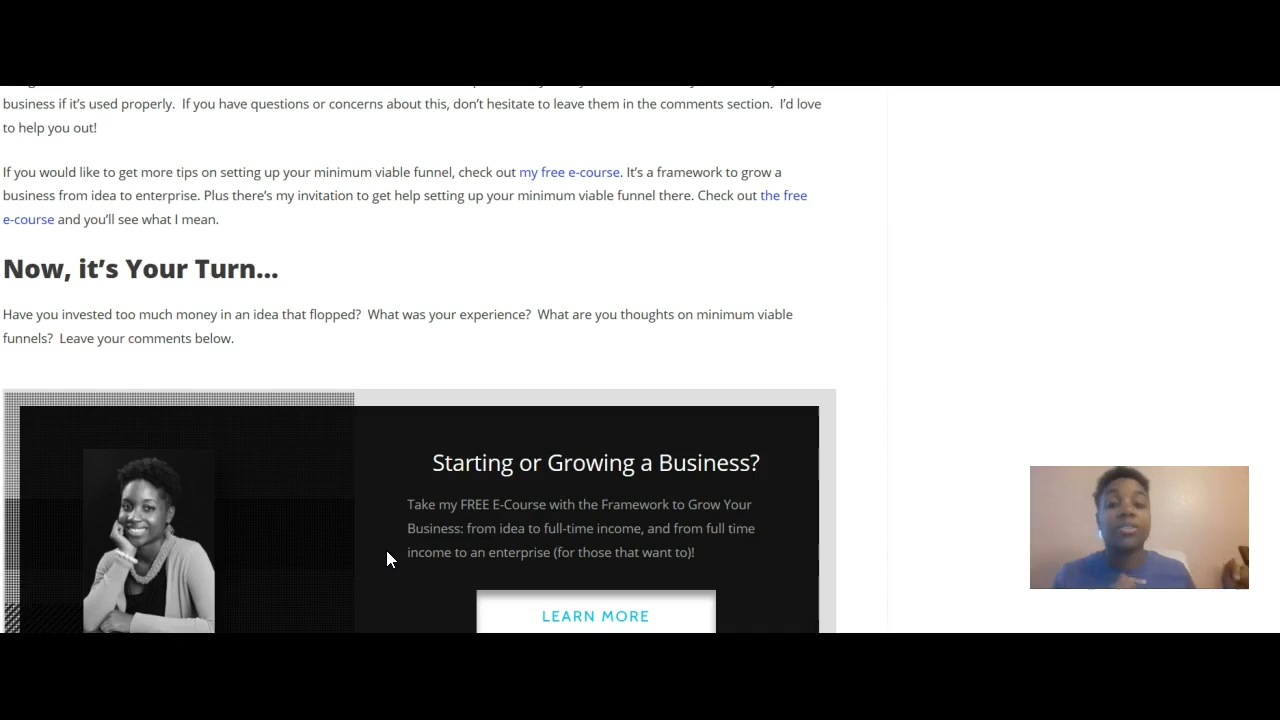 business if it's used properly.  If you have questions or concerns about this, don't hesitate to leave them in the comments section.  I'd love
to help you out!
If you would like to get more tips on setting up your minimum viable funnel, check out my free e-course. It's a framework to grow a
business from idea to enterprise. Plus there's my invitation to get help setting up your minimum viable funnel there. Check out the free
e-course and you'll see what I mean.
Now, it's Your Turn...
Have you invested too much money in an idea that flopped?  What was your experience?  What are you thoughts on minimum viable
funnels?  Leave your comments below.
Starting or Growing a Business?
Take my FREE E-Course with the Framework to Grow Your
Business: from idea to full-time income, and from full time
income to an enterprise (for those that want to)!
LEARN MORE